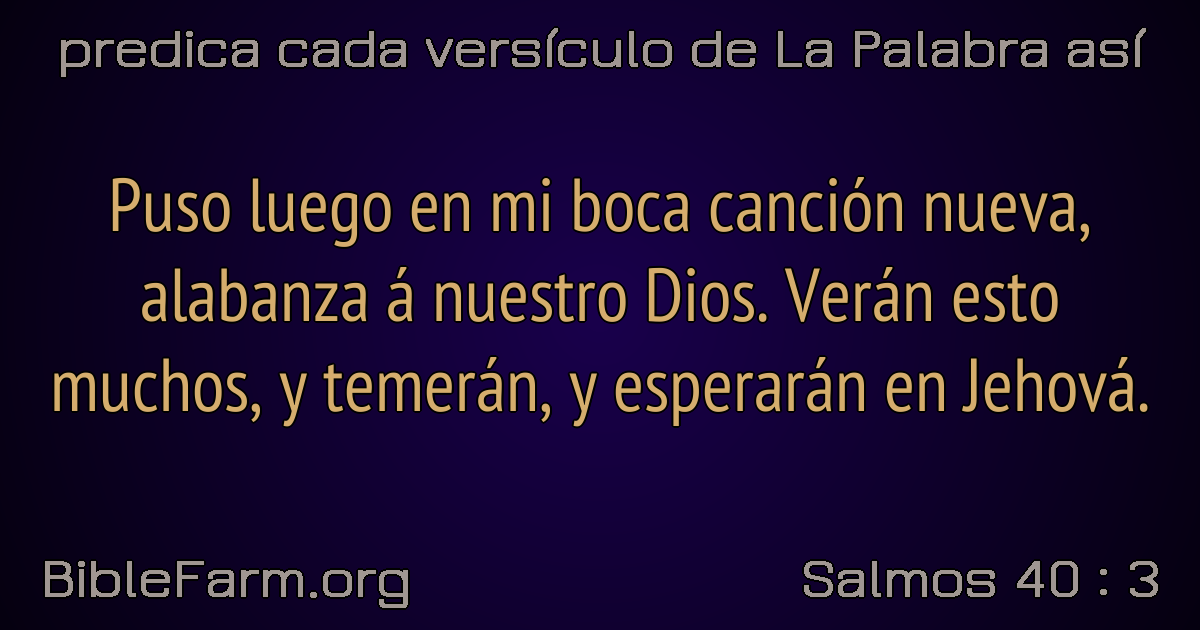 predica cada versículo de La Palabra así
Puso luego en mi boca canción nueva,
alabanza á nuestro Dios. Verán esto
muchos, y temerán, y esperarán en Jehová.
BibleFarm.org
Salmos 40 : 3